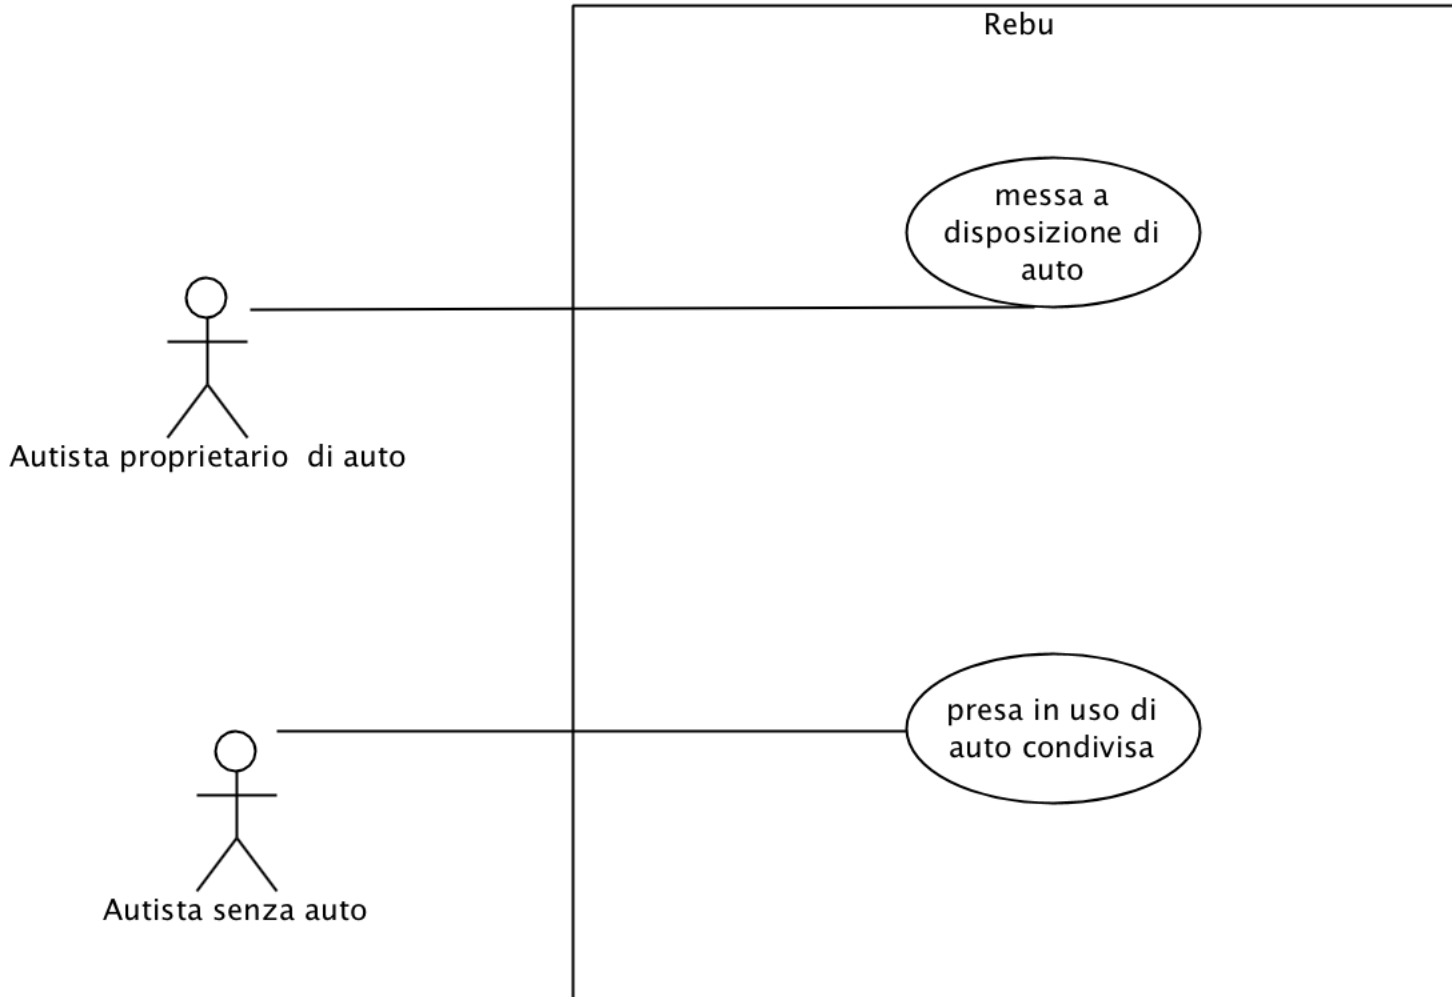 Rebu
messa a
disposizione di
auto
Autista proprietario  di auto
presa in uso di
auto condivisa
Autista senza auto